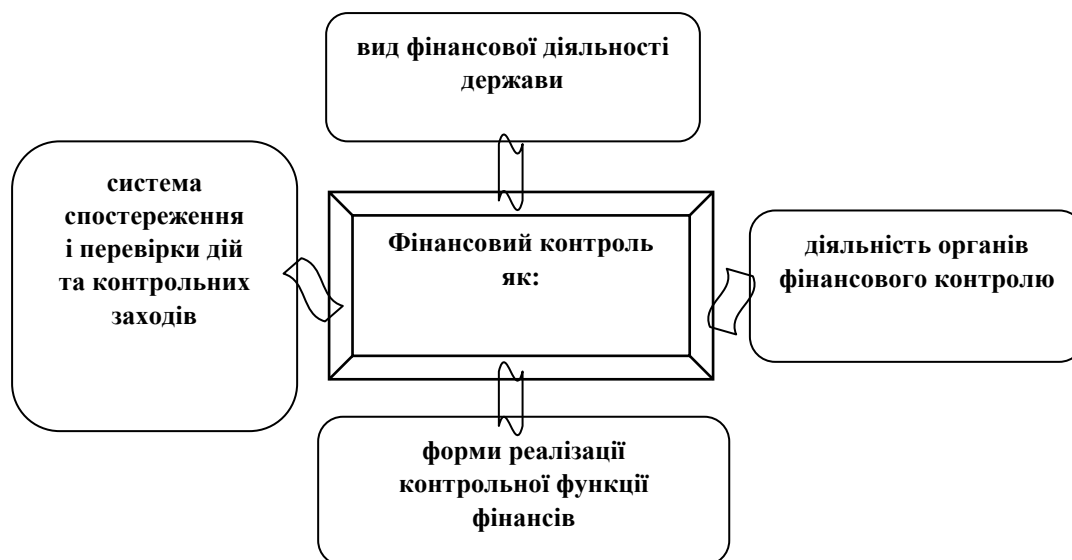 вид фінансової діяльності
держави
система
спостереження
і перевірки дій
та контрольних
заходів
Фінансовий контроль
як:
діяльність органів
фінансового контролю
форми реалізації
контрольної функції
фінансів